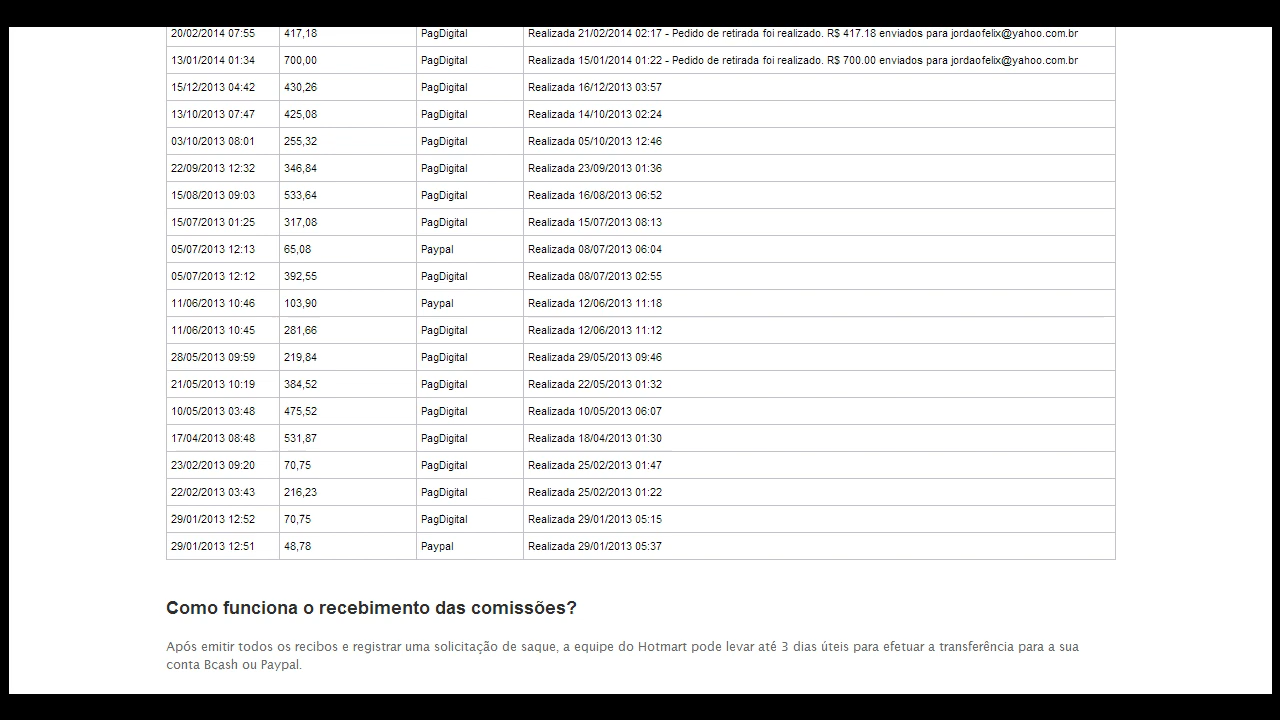 20/02/2014 07:55 417,18 PagDigital Realizada 21/02/2014 02:17 - Pedido de retirada foi realizado. R$ 417.18 enviados para jordaofelix@yahoo.com.br
13/01/2014 01:34 700,00 PagDigital Realizada 15/01/2014 01:22 - Pedido de retirada foi realizado. R$ 700.00 enviados para jordaofelix@yahoo.com.br
15/12/2013 04:42 430,26 PagDigital Realizada 16/12/2013 03:57
13/10/2013 07:47 425,08 PagDigital Realizada 14/10/2013 02:24
03/10/2013 08:01 255,32 PagDigital Realizada 05/10/2013 12:46
22/09/2013 12:32 346,84 PagDigital Realizada 23/09/2013 01:36
15/08/2013 09:03 533,64 PagDigital Realizada 16/08/2013 06:52
15/07/2013 01:25 317,08 PagDigital Realizada 15/07/2013 08:13
05/07/2013 12:13 65,08 Paypal Realizada 08/07/2013 06:04
05/07/2013 12:12 392,55 PagDigital Realizada 08/07/2013 02:55
11/06/2013 10:46 103,90 Paypal Realizada 12/06/2013 11:18
11/06/2013 10:45 281,66 PagDigital Realizada 12/06/2013 11:12
28/05/2013 09:59 219,84 PagDigital Realizada 29/05/2013 09:46
21/05/2013 10:19 384,52 PagDigital Realizada 22/05/2013 01:32
10/05/2013 03:48 475,52 PagDigital Realizada 10/05/2013 06:07
17/04/2013 08:48 531,87 PagDigital Realizada 18/04/2013 01:30
23/02/2013 09:20 70,75 PagDigital Realizada 25/02/2013 01:47
22/02/2013 03:43 216,23 PagDigital Realizada 25/02/2013 01:22
29/01/2013 12:52 70,75 PagDigital Realizada 29/01/2013 05:15
29/01/2013 12:51 48,78 Paypal Realizada 29/01/2013 05:37
Como funciona o recebimento das comissões?
Após emitir todos os recibos e registrar uma solicitação de saque, a equipe do Hotmart pode levar até 3 dias úteis para efetuar a transferência para a sua
conta Bcash ou Paypal.